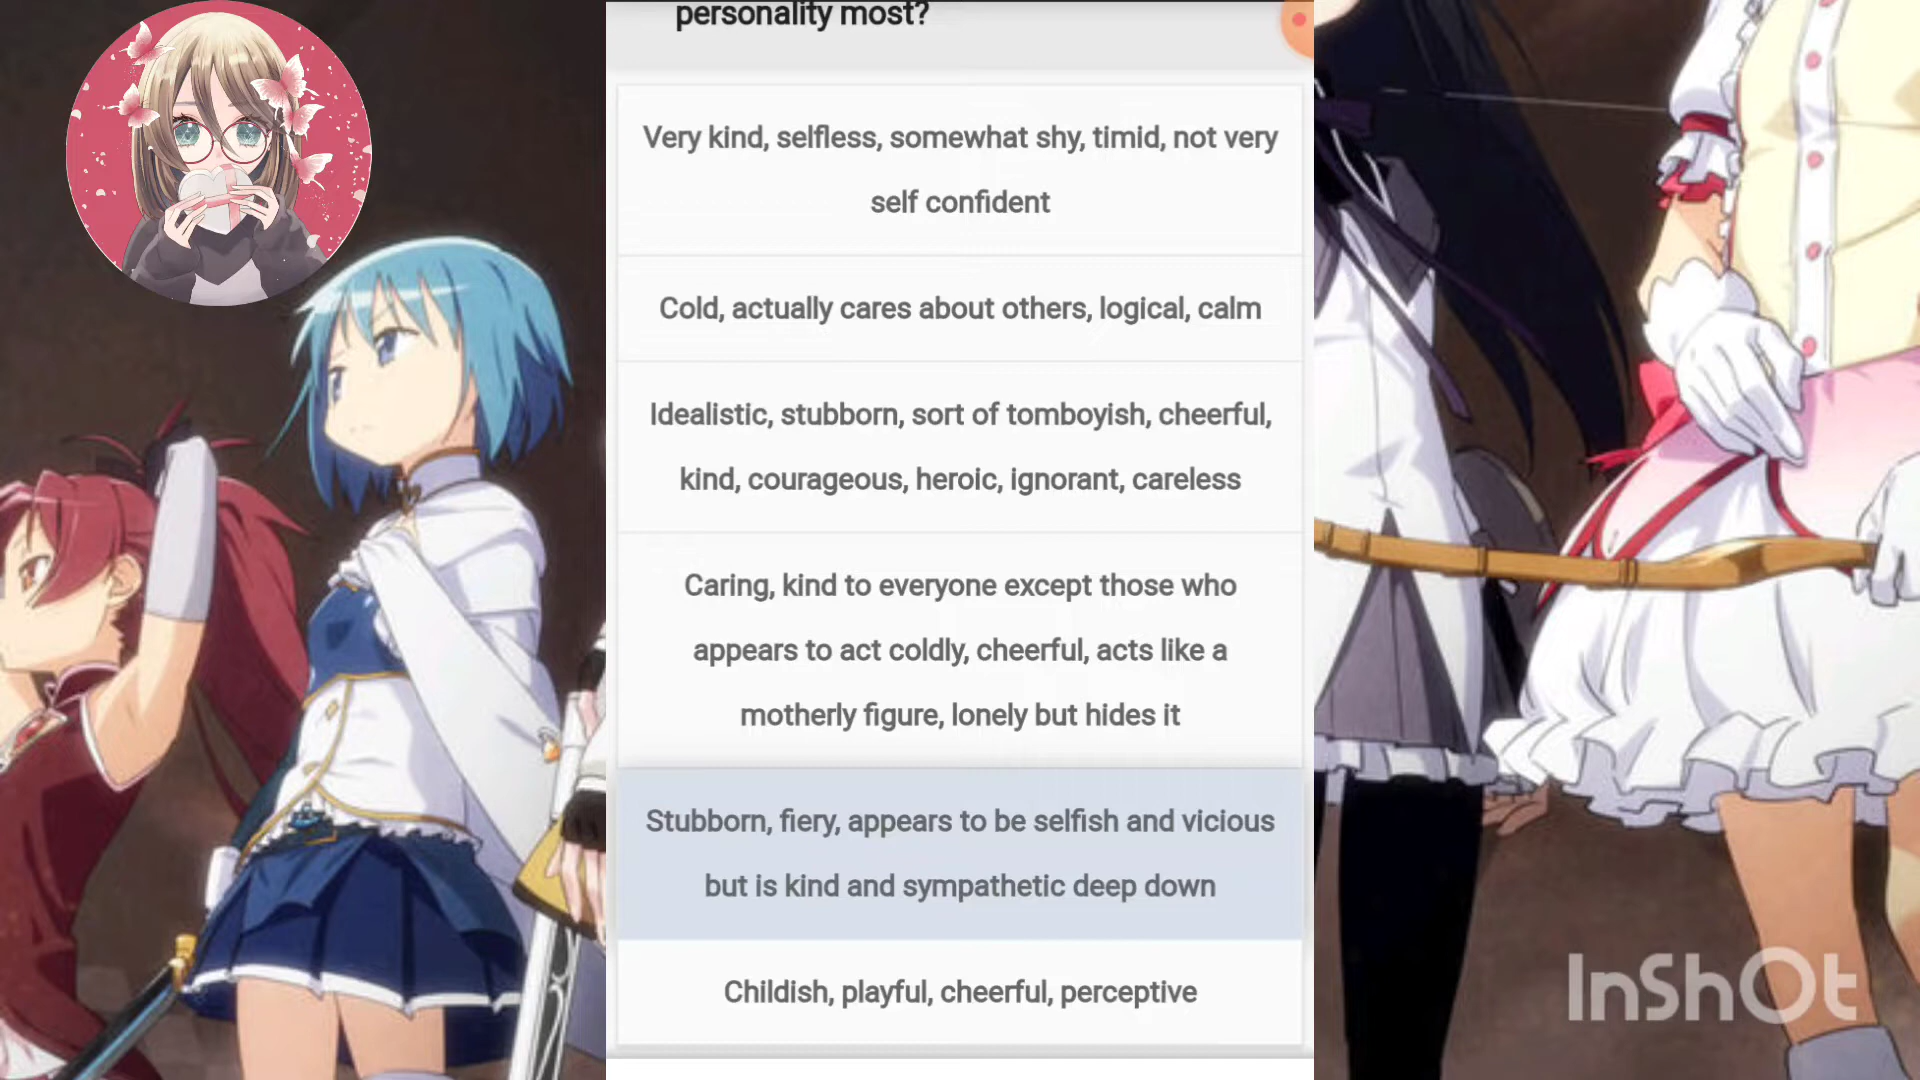 personality most?
Very kind, selfless, somewhat shy, timid, not very
self confident
Cold, actually cares about others, logical, calm
Idealistic, stubborn, sort of tomboyish, cheerful,
kind, courageous, heroic, ignorant, careless
Caring, kind to everyone except those who
appears to act coldly, cheerful, acts like a
motherly figure, lonely but hides it
Stubborn, fiery, appears to be selfish and vicious
but is kind and sympathetic deep down
Childish, playful, cheerful, perceptive
InShOt